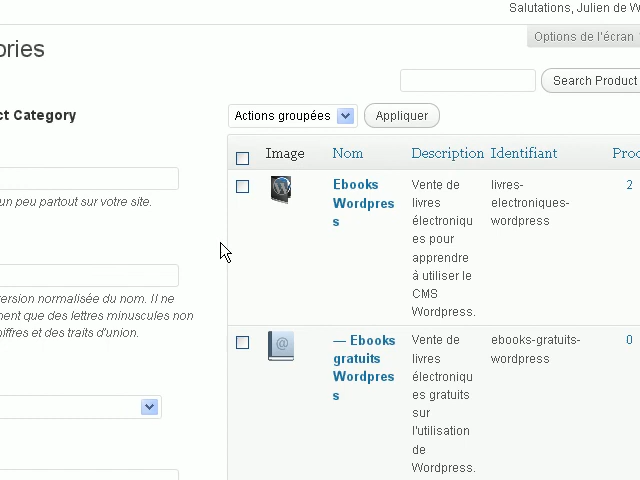 Salutations, Julien de W
Options de l'écran
ories
Search Product
ct Category
Actions groupées
Appliquer
Image Nom Description Identifiant Proc
un peu partout sur votre site.
Ebooks
Wordpres
s
Vente de
livres
électroniqu
es pour
apprendre
à utiliser le
CMS
Wordpress.
livres-
electroniques-
wordpress
2
ersion normalisée du nom. Il ne
nent que des lettres minuscules non
hiffres et des traits d'union.
— Ebooks
gratuits
Wordpres
s
Vente de
livres
électroniqu
es gratuits
sur
l'utilisation
de
Wordpress.
ebooks-gratuits-
wordpress
0